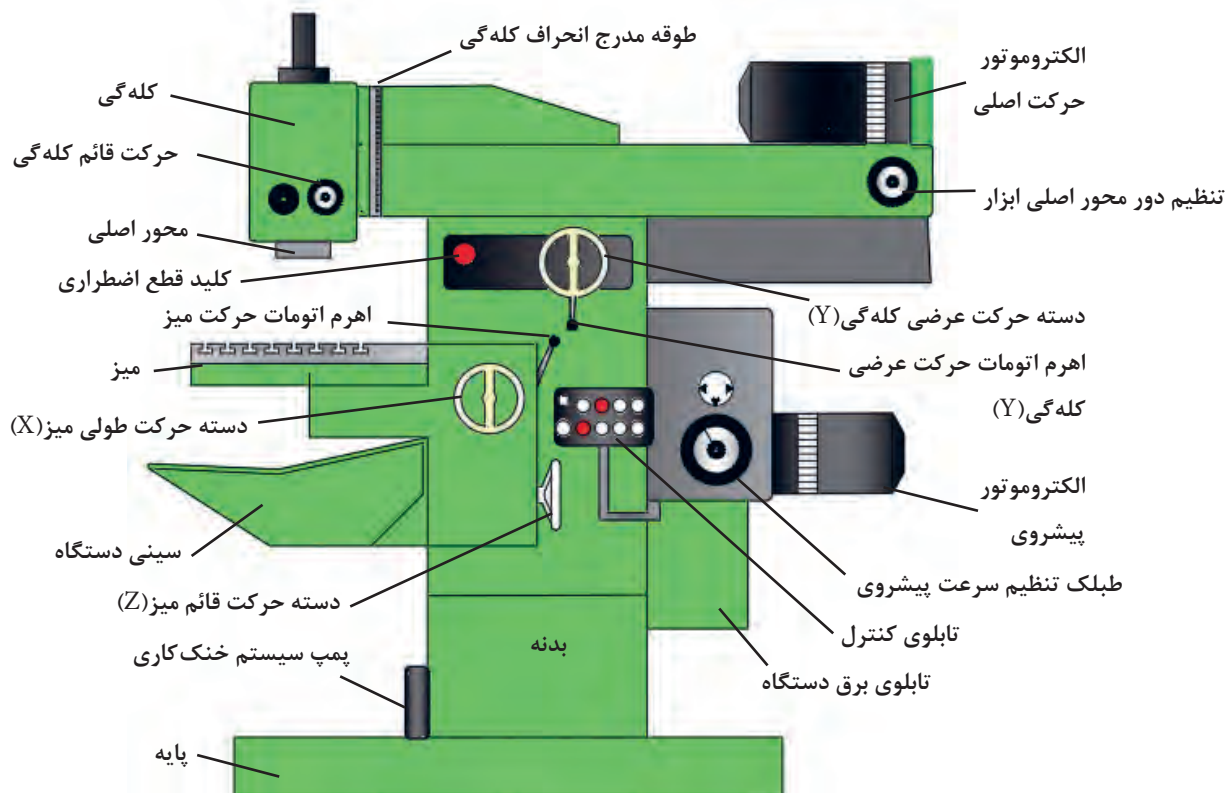 طوقه مدرج انحراف کله‌گی
الکتروموتور
حرکت اصلی
کله‌گی
حرکت قائم کله‌گی
تنظیم دور محور اصلی ابزار
محور اصلی
کلید قطع اضطراری
دسته حرکت عرضی کله‌گی(Y)
اهرم اتومات حرکت میز
اهرم اتومات حرکت عرضی
کله‌گی(Y)
میز
دسته حرکت طولی میز(X)
الکتروموتور
پیشروی
سینی دستگاه
طبلک تنظیم سرعت پیشروی
دسته حرکت قائم میز(Z)
تابلوی کنترل
بدنه
پمپ سیستم خنک‌کاری
تابلوی برق دستگاه
پایه